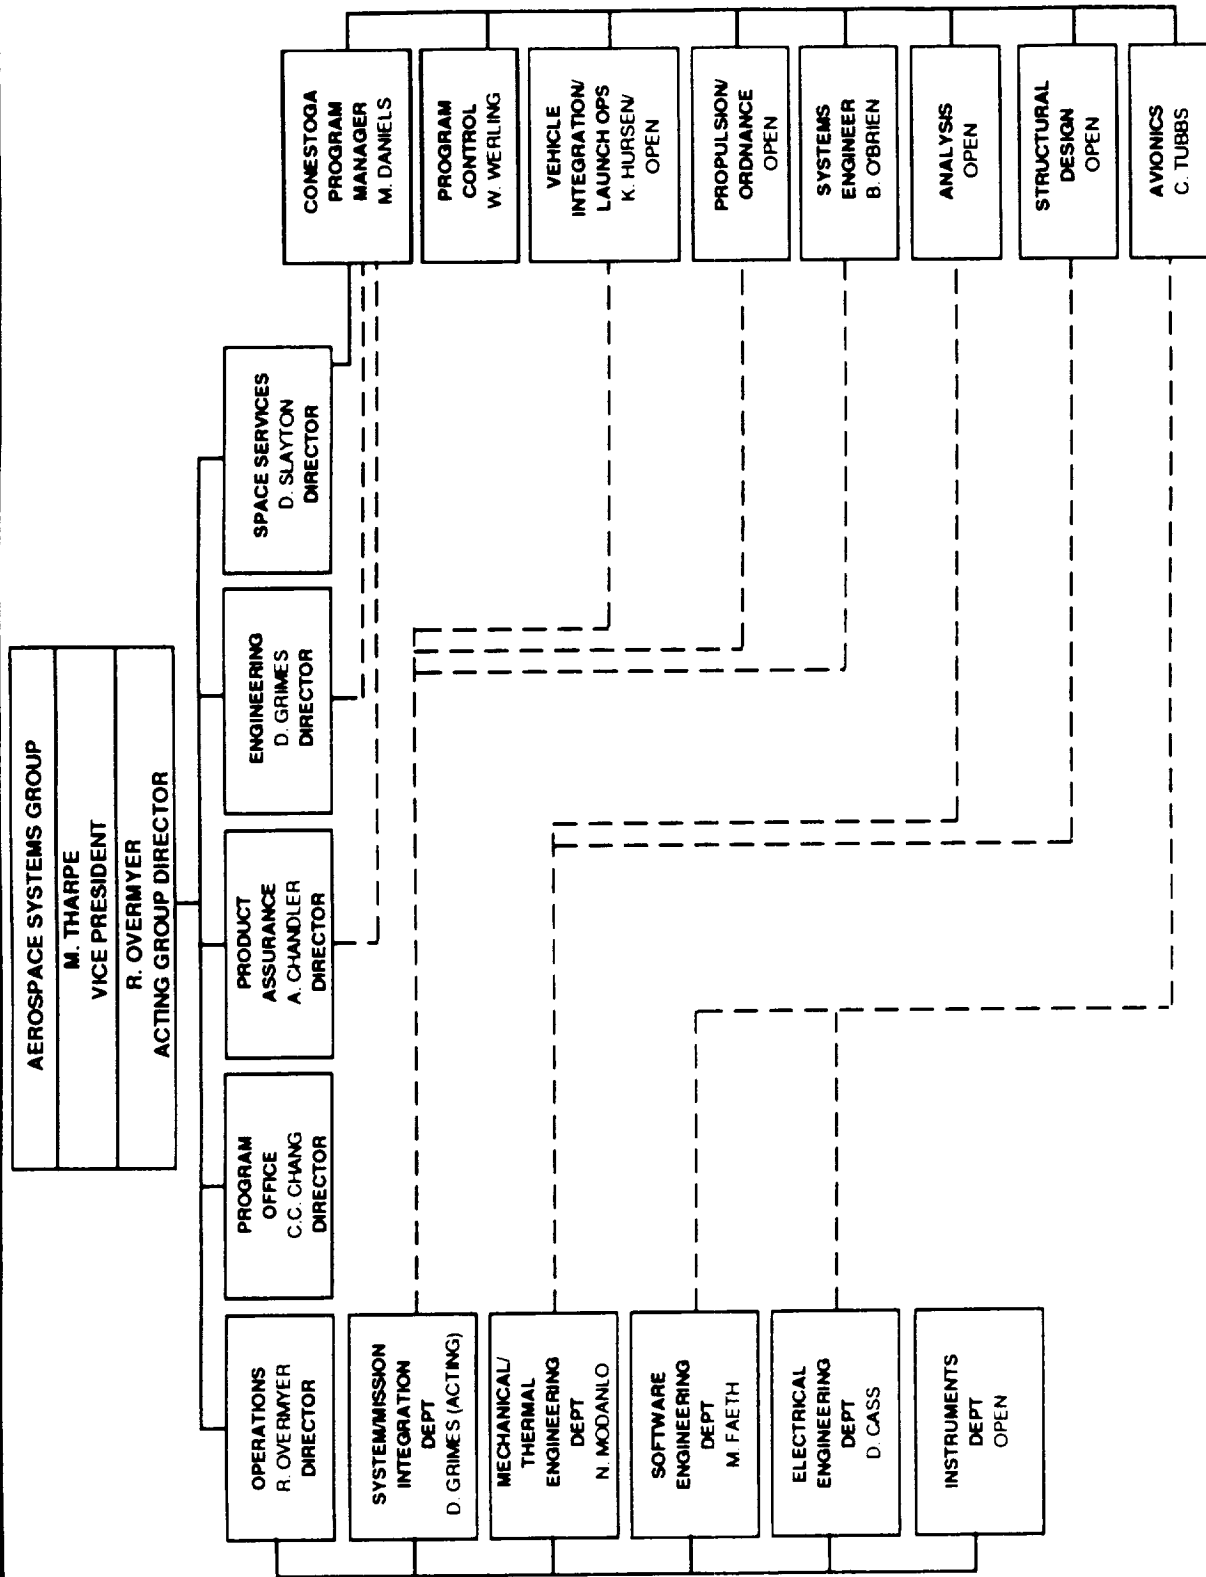 AEROSPACE SYSTEMS GROUP
M. THARPE
VICE PRESIDENT
R. OVERMYER
ACTING GROUP DIRECTOR
OPERATIONS
R. OVERMYER
DIRECTOR
PROGRAM
OFFICE
C.C. CHANG
DIRECTOR
PRODUCT
ASSURANCE
A. CHANDLER
DIRECTOR
ENGINEERING
D. GRIMES
DIRECTOR
SPACE SERVICES
D. SLAYTON
DIRECTOR
SYSTEM/MISSION
INTEGRATION
DEPT
D. GRIMES (ACTING)
MECHANICAL/
THERMAL
ENGINEERING
DEPT
N. MODANLO
SOFTWARE
ENGINEERING
DEPT
M. FAETH
ELECTRICAL
ENGINEERING
DEPT
D. CASS
INSTRUMENTS
DEPT
OPEN
CONESTOGA
PROGRAM
MANAGER
M. DANIELS
PROGRAM
CONTROL
W. WERLING
VEHICLE
INTEGRATION/
LAUNCH OPS
K. HURSEN/
OPEN
PROPULSION/
ORDNANCE
OPEN
SYSTEMS
ENGINEER
B. O'BRIEN
ANALYSIS
OPEN
STRUCTURAL
DESIGN
OPEN
AVIONICS
C. TUBBS